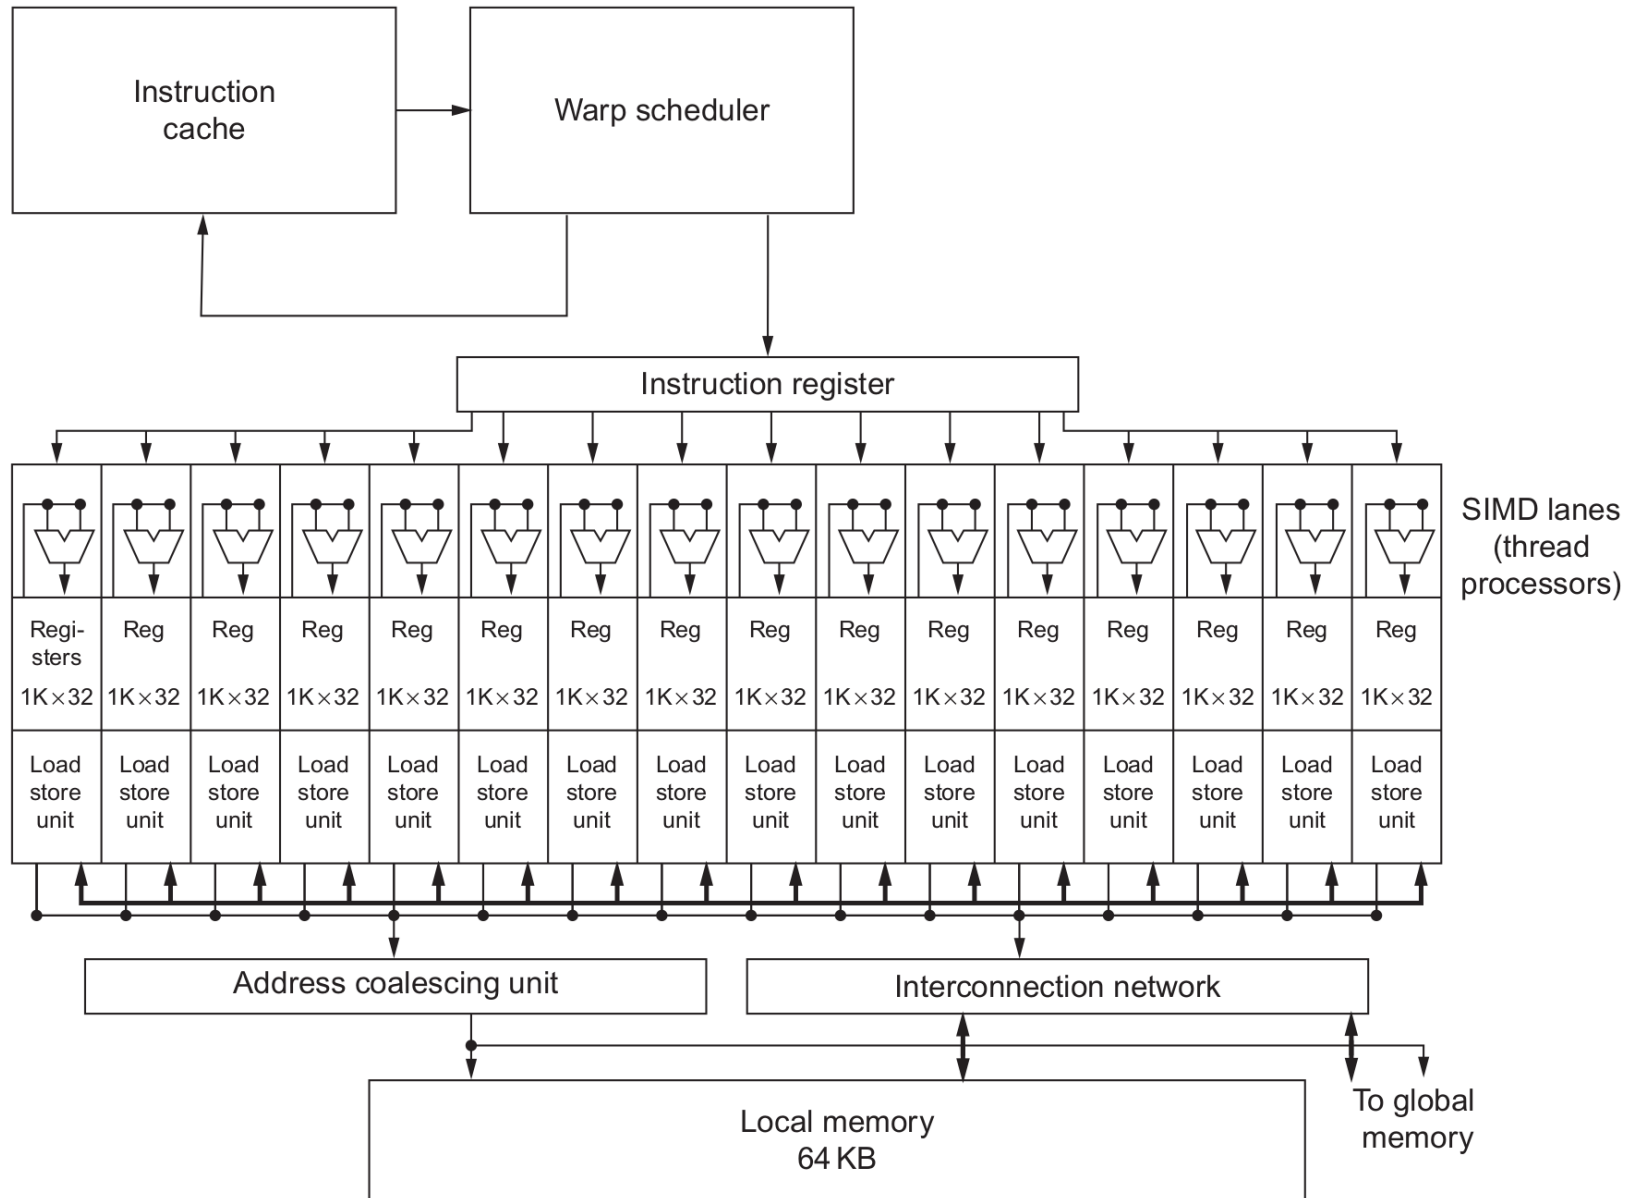 Instruction
cache
Warp scheduler
Instruction register
SIMD lanes
(thread
processors)
Regi- Reg Reg Reg Reg Reg Reg Reg Reg Reg Reg Reg Reg Reg Reg Reg
sters
1K×32 1K×32 1K×32 1K×32 1K×32 1K×32 1K×32 1K×32 1K×32 1K×32 1K×32 1K×32 1K×32 1K×32 1K×32 1K×32
Load Load Load Load Load Load Load Load Load Load Load Load Load Load Load Load
store store store store store store store store store store store store store store store store
unit unit unit unit unit unit unit unit unit unit unit unit unit unit unit unit
Address coalescing unit
Interconnection network
To global
memory
Local memory
64 KB